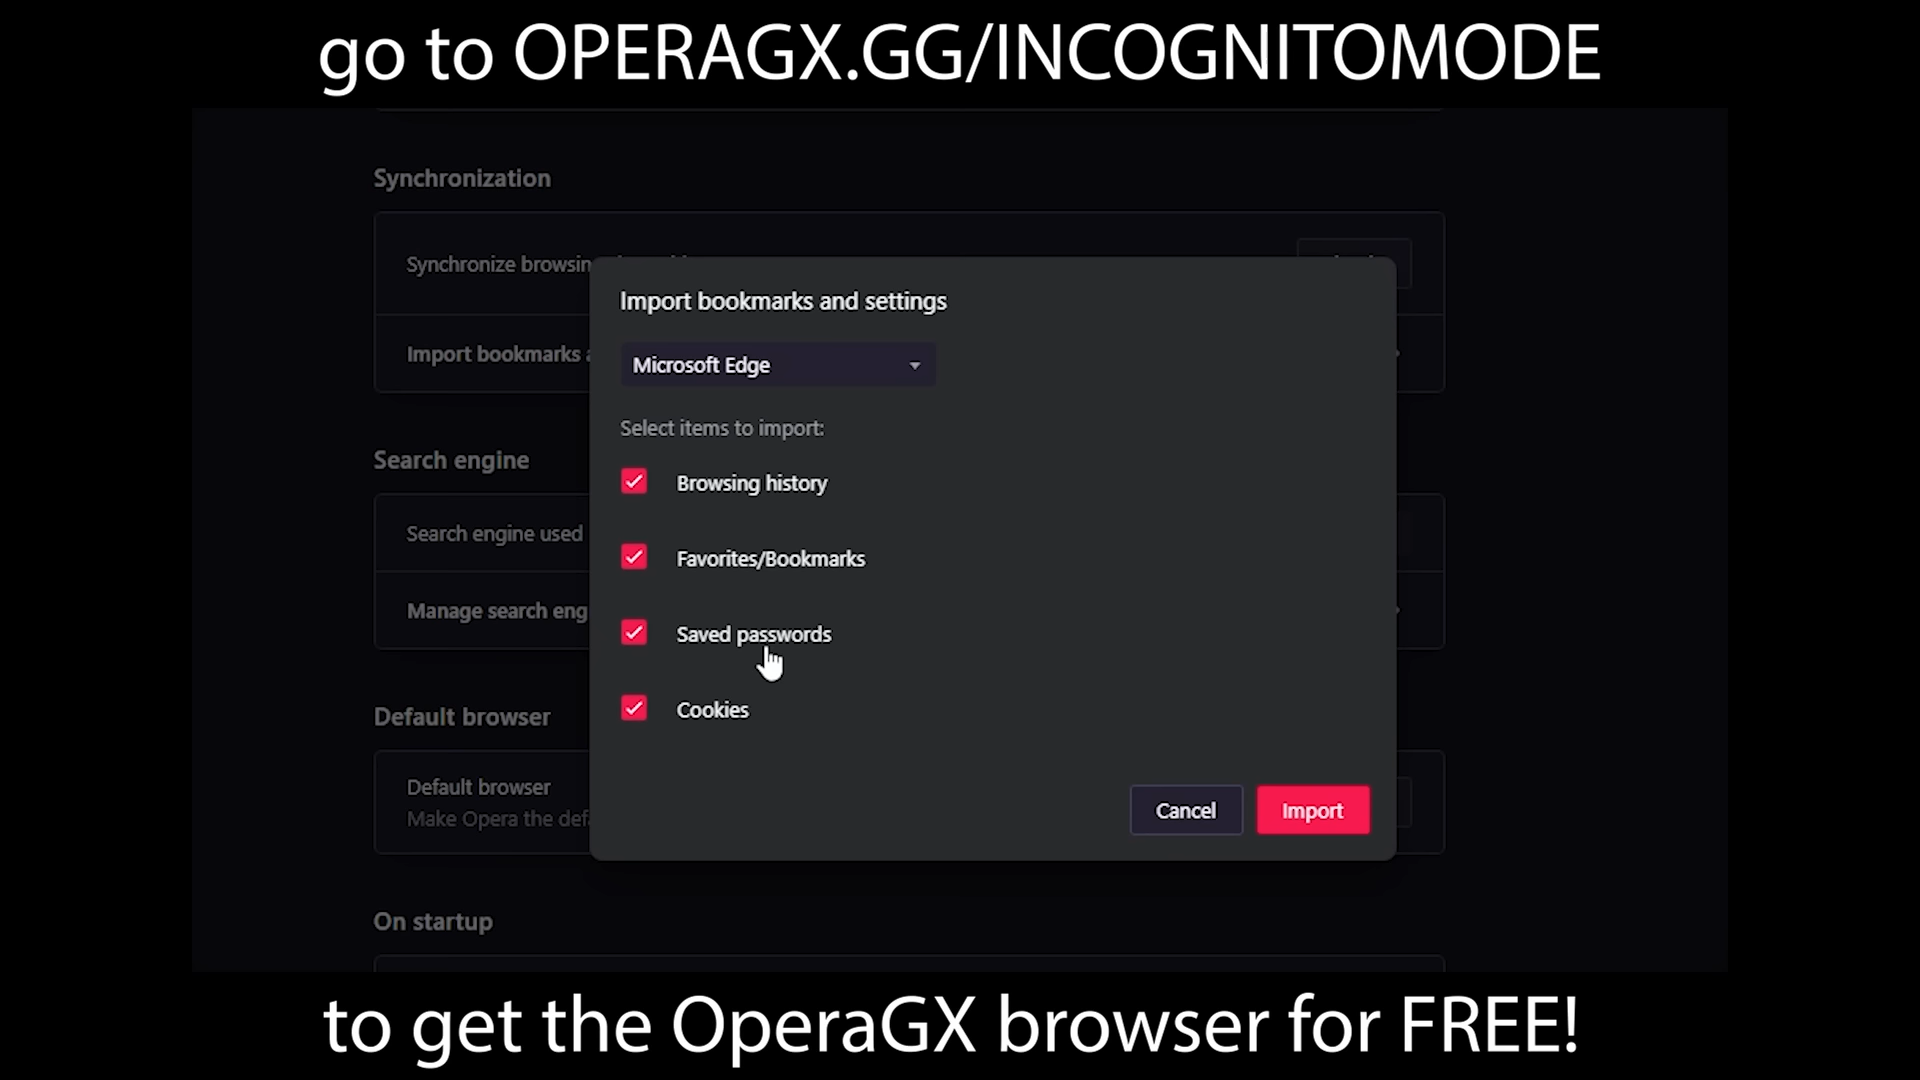 go to OPERAGX.GG/INCOGNITOMODE
Synchronization
Synchronize browsing
Import bookmarks
Import bookmarks and settings
Microsoft Edge
Select items to import:
Browsing history
Favorites/Bookmarks
Saved passwords
Cookies
Cancel Import
Search engine
Search engine used
Manage search eng
Default browser
Default browser
Make Opera the def
On startup
to get the OperaGX browser for FREE!